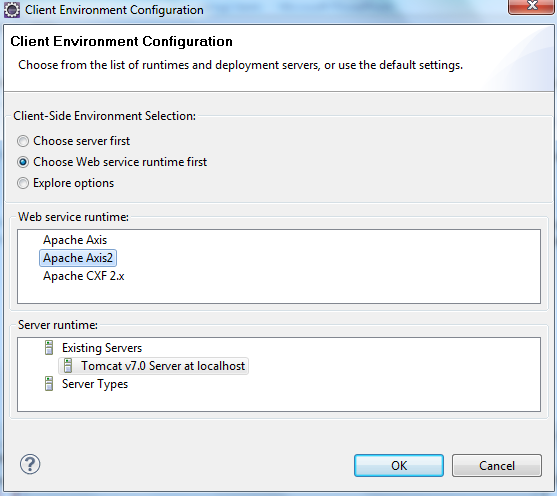 Client Environment Configuration
Client Environment Configuration
Choose from the list of runtimes and deployment servers, or use the default settings.
Client-Side Environment Selection:
Choose server first
Choose Web service runtime first
Explore options
Web service runtime:
Apache Axis
Apache Axis2
Apache CXF 2.x
Server runtime:
Existing Servers
Tomcat v7.0 Server at localhost
Server Types
?
OK Cancel